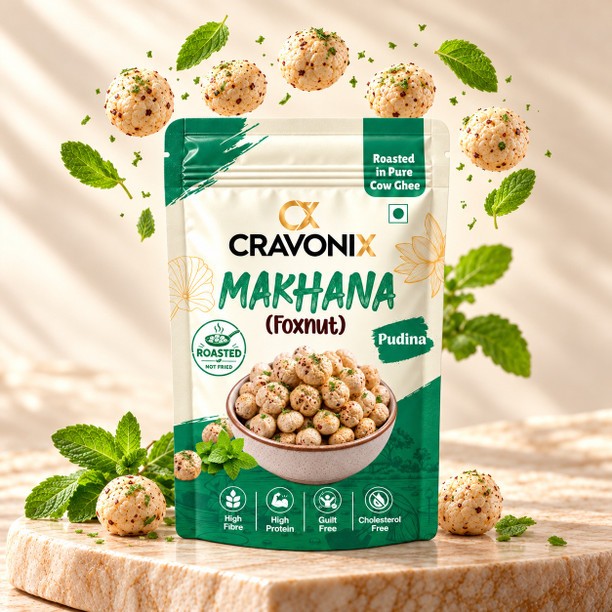 Roasted
in Pure
Cow Ghee
CX
CRAVONIX
MAKHANA
(Foxnut)
Pudina
ROASTED
NOT FRIED
High
Fibre
High
Protein
Guilt
Free
Cholesterol
Free